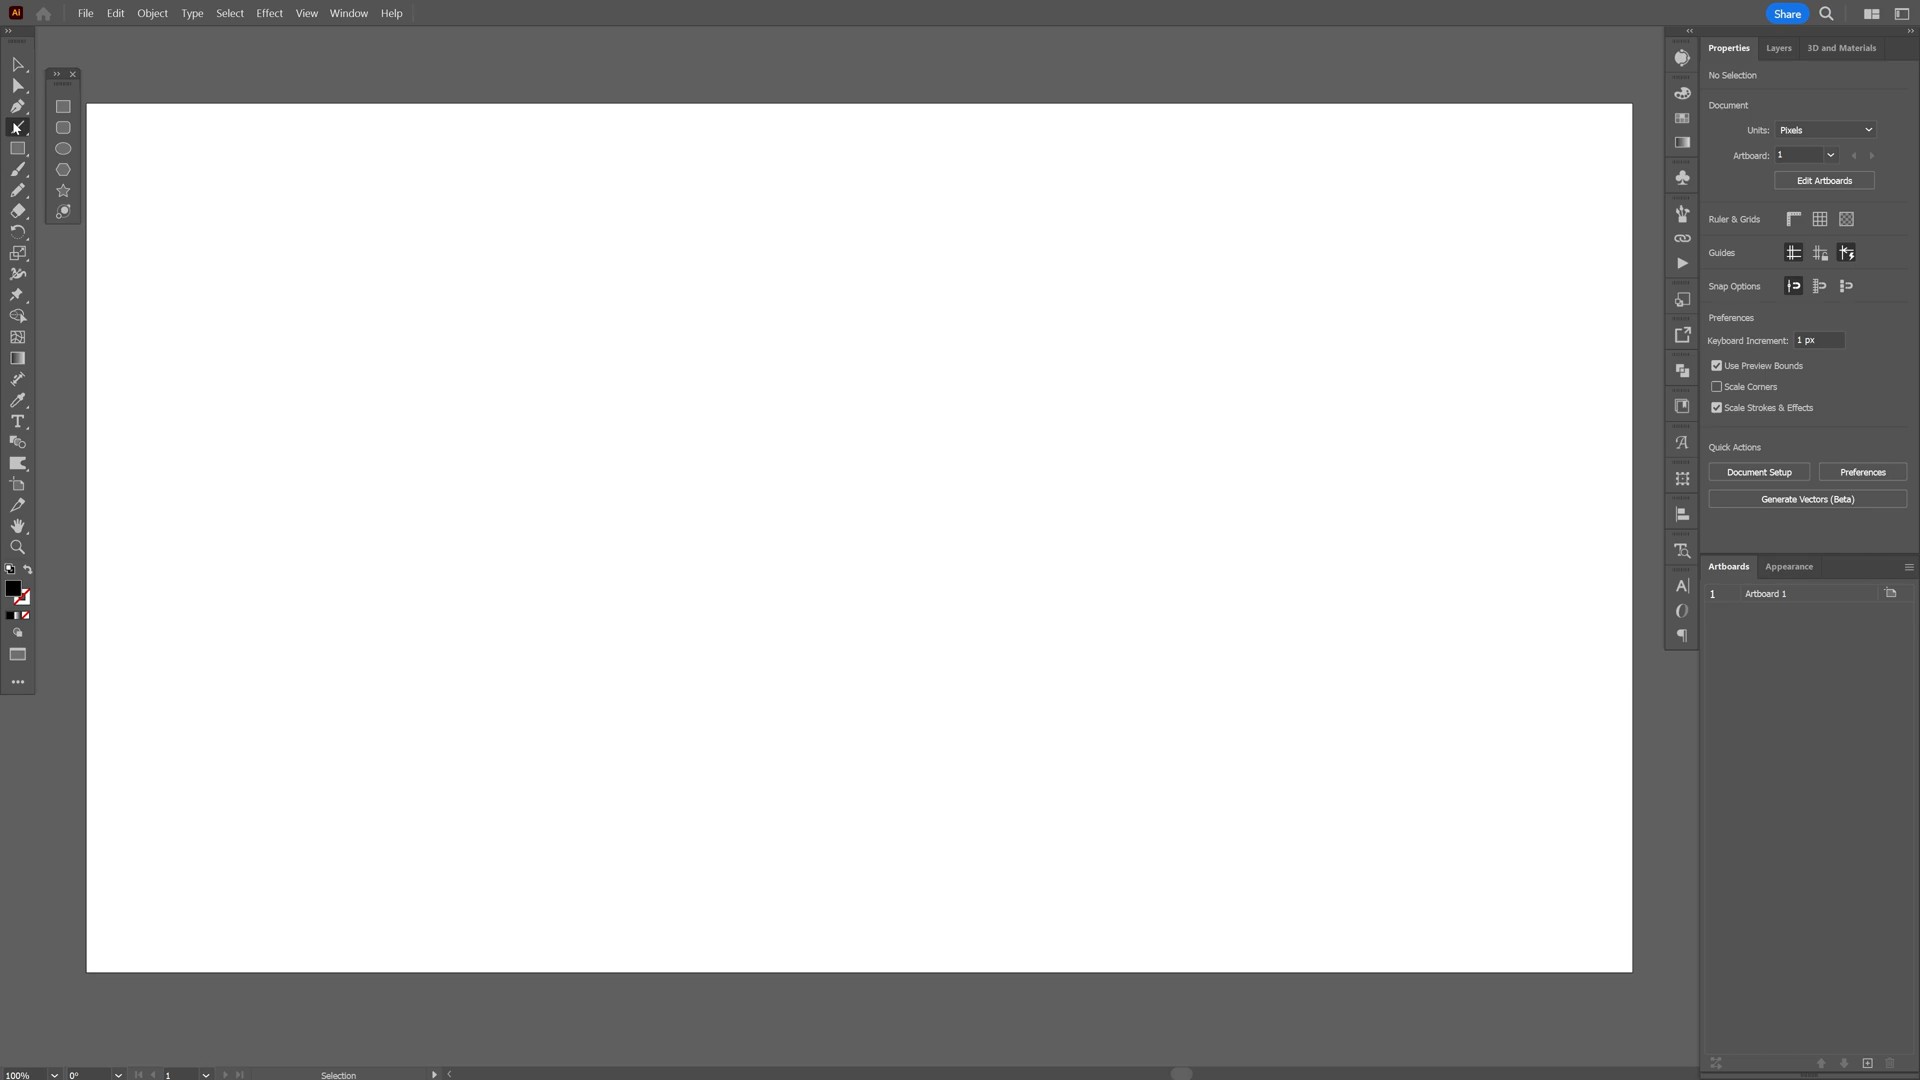 Ai File Edit Object Type Select Effect View Window Help Share
Properties Layers 3D and Materials
No Selection
Document
Units: Pixels
Artboard: 1
Edit Artboards
Ruler & Grids
Guides
Snap Options
Preferences
Keyboard Increment: 1 px
Use Preview Bounds
Scale Corners
Scale Strokes & Effects
Quick Actions
Document Setup Preferences
Generate Vectors (Beta)
Artboards Appearance
1 Artboard 1
100% 0° 1 Selection